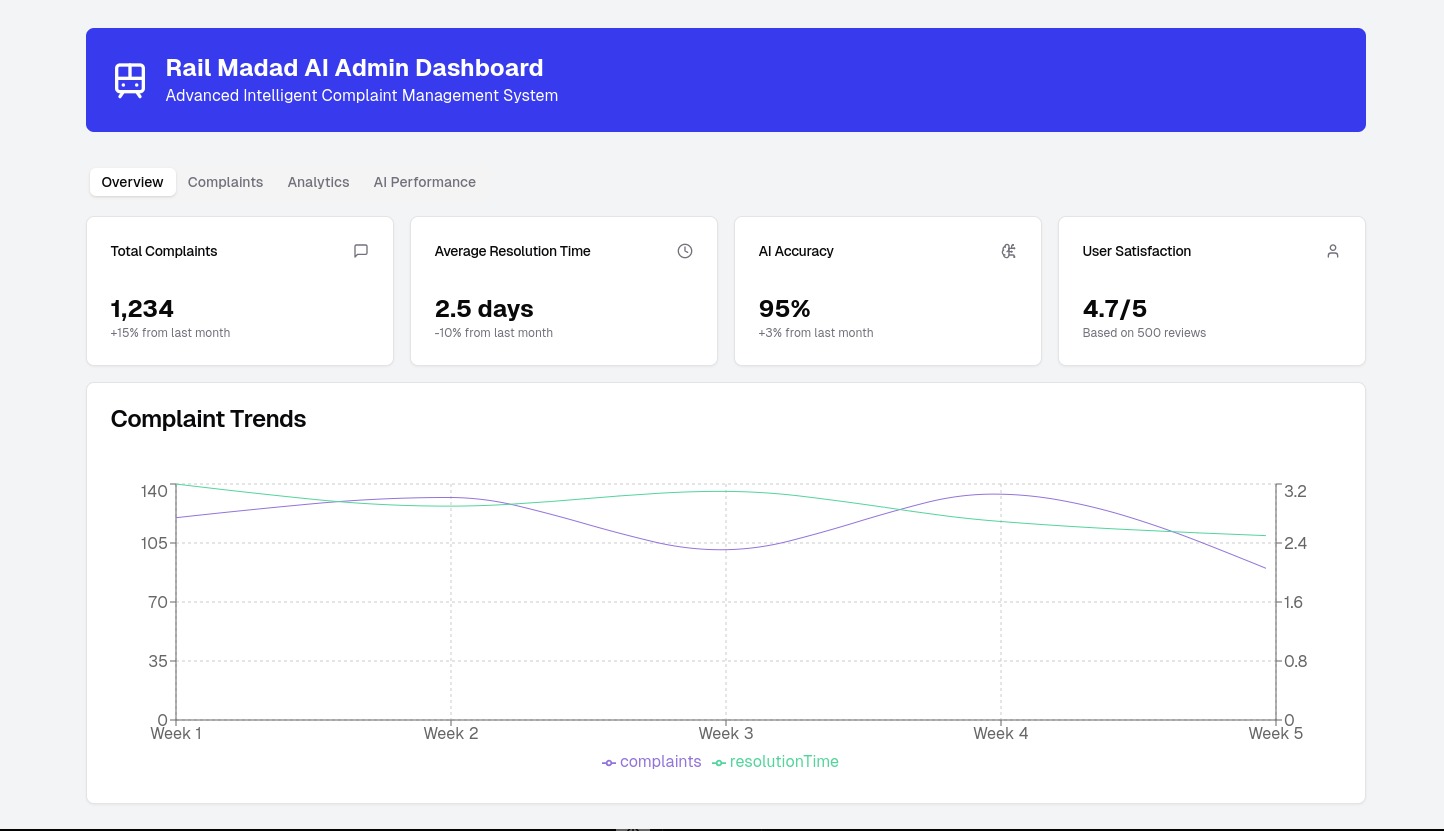 Rail Madad AI Admin Dashboard
Advanced Intelligent Complaint Management System
Overview Complaints Analytics AI Performance
Total Complaints
1,234
+15% from last month
Average Resolution Time
2.5 days
-10% from last month
AI Accuracy
95%
+3% from last month
User Satisfaction
4.7/5
Based on 500 reviews
Complaint Trends
140
105
70
35
0
3.2
2.4
1.6
0.8
0
Week 1 Week 2 Week 3 Week 4 Week 5
complaints resolutionTime